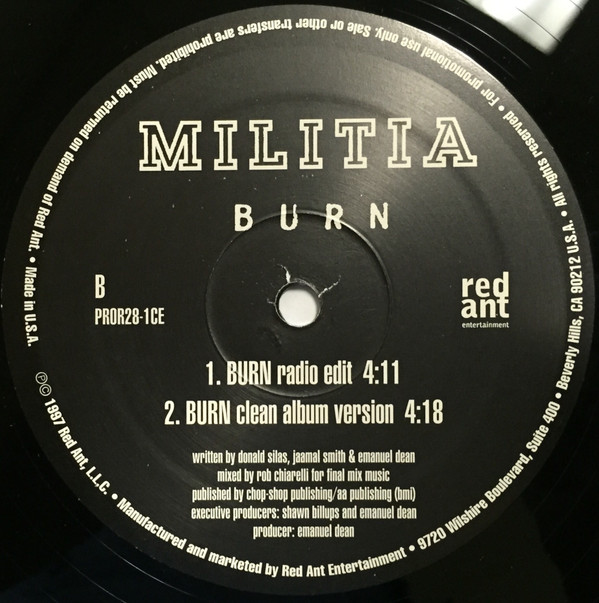 MILITIA
BURN
B
PROR28-1CE
red
ant
entertainment
1. BURN radio edit 4:11
2. BURN clean album version 4:18
written by donald silas, jaamal smith & emanuel dean
mixed by rob chiarelli for final mix music
published by chop-shop publishing/aa publishing (bmi)
executive producers: shawn billups and emanuel dean
producer: emanuel dean
℗© 1997 Red Ant, L.L.C. • Manufactured and marketed by Red Ant Entertainment • 9720 Wilshire Boulevard, Suite 400 • Beverly Hills, CA 90212 U.S.A. • All rights reserved • For promotional use only. Sale or other transfers are prohibited. Must be returned on demand of Red Ant. • Made in U.S.A.